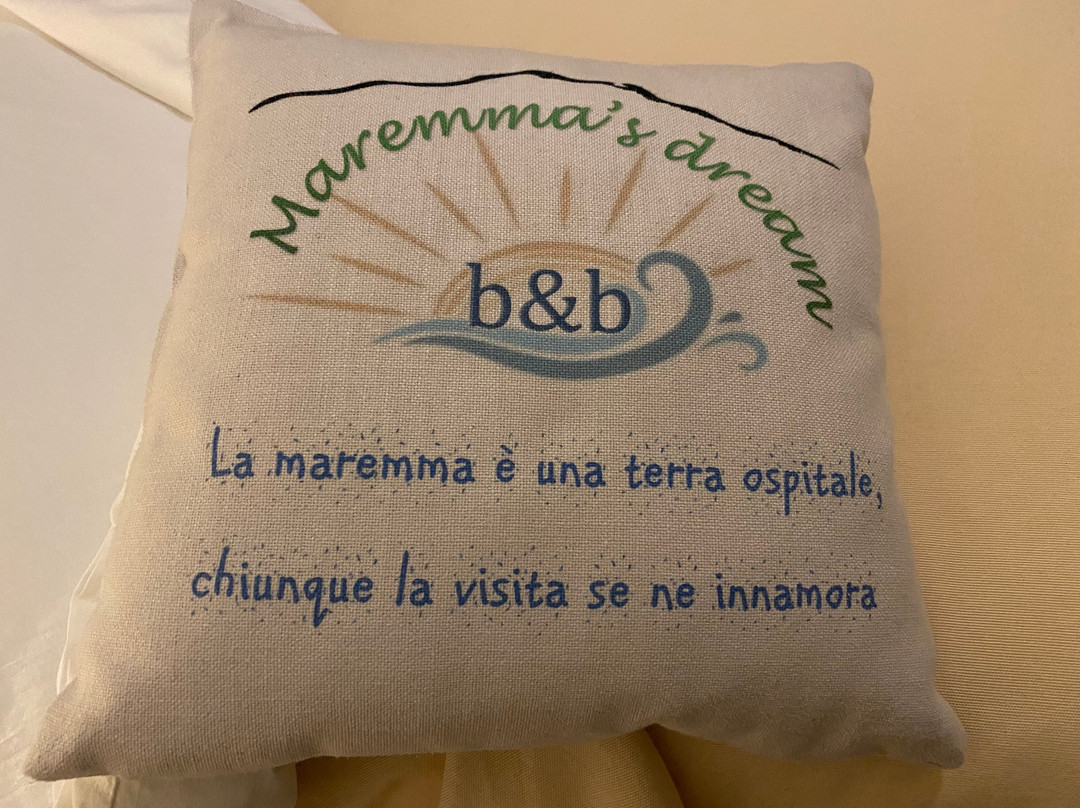 Maremma's dream
b&b
La maremma è una terra ospitale,
chiunque la visita se ne innamora